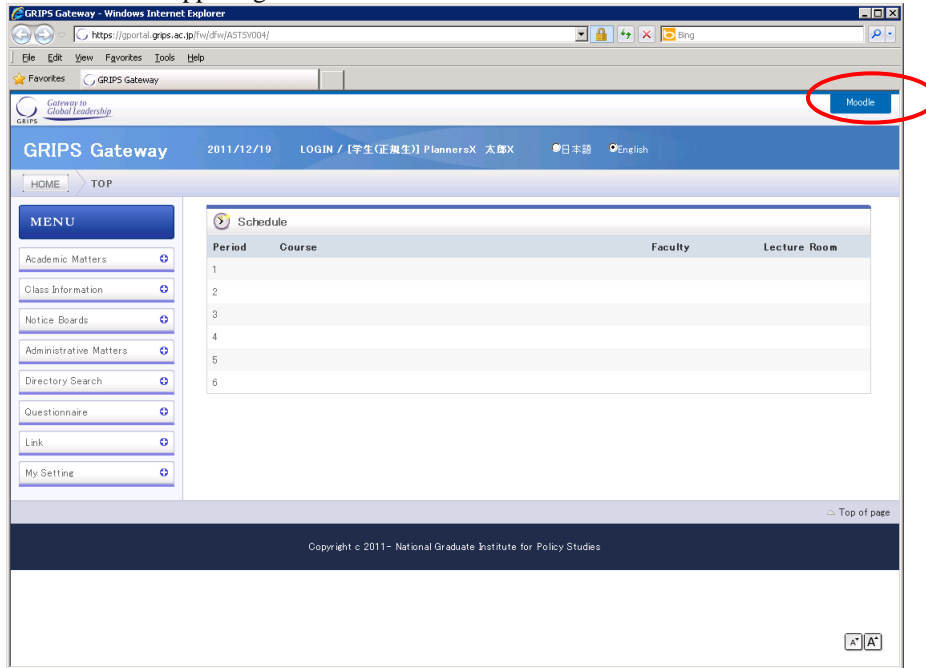 GRIPS Gateway - Windows Internet Explorer
https://gportal.grips.ac.jp/fw/dfw/ASTSV004/
Bing
File Edit View Favorites Tools Help
Favorites GRIPS Gateway
Gateway to
Global Leadership
GRIPS
Moodle
GRIPS Gateway 2011/12/19 LOGIN / [学生(正規生)] PlannersX 太郎X 日本語 English
HOME TOP
MENU
Academic Matters
Class Information
Notice Boards
Administrative Matters
Directory Search
Questionnaire
Link
My Setting
Schedule
Period Course Faculty Lecture Room
1
2
3
4
5
6
Top of page
Copyright c 2011- National Graduate Institute for Policy Studies
A A